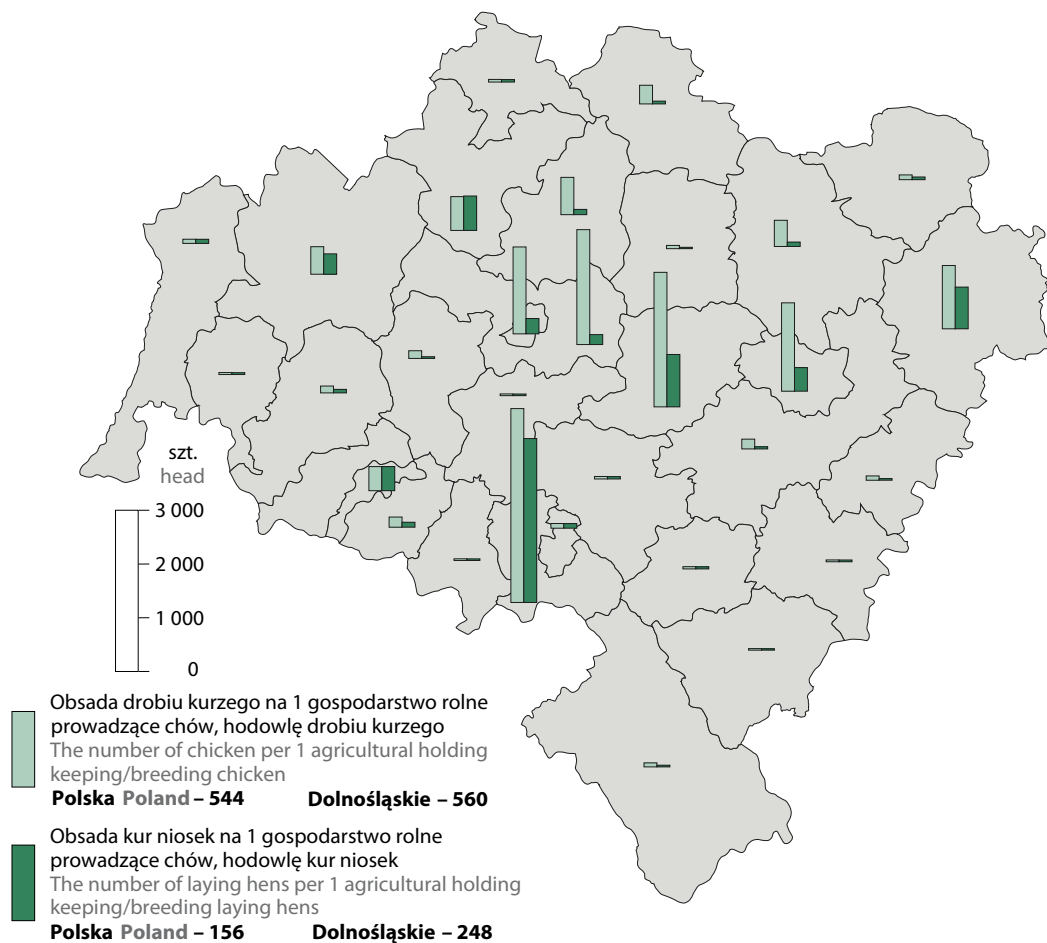 szt.
head
3 000
2 000
1 000
0
Obsada drobiu kurzego na 1 gospodarstwo rolne
prowadzące chów, hodowlę drobiu kurzego
The number of chicken per 1 agricultural holding
keeping/breeding chicken
Polska Poland – 544 Dolnośląskie – 560
Obsada kur niosek na 1 gospodarstwo rolne
prowadzące chów, hodowlę kur niosek
The number of laying hens per 1 agricultural holding
keeping/breeding laying hens
Polska Poland – 156 Dolnośląskie – 248